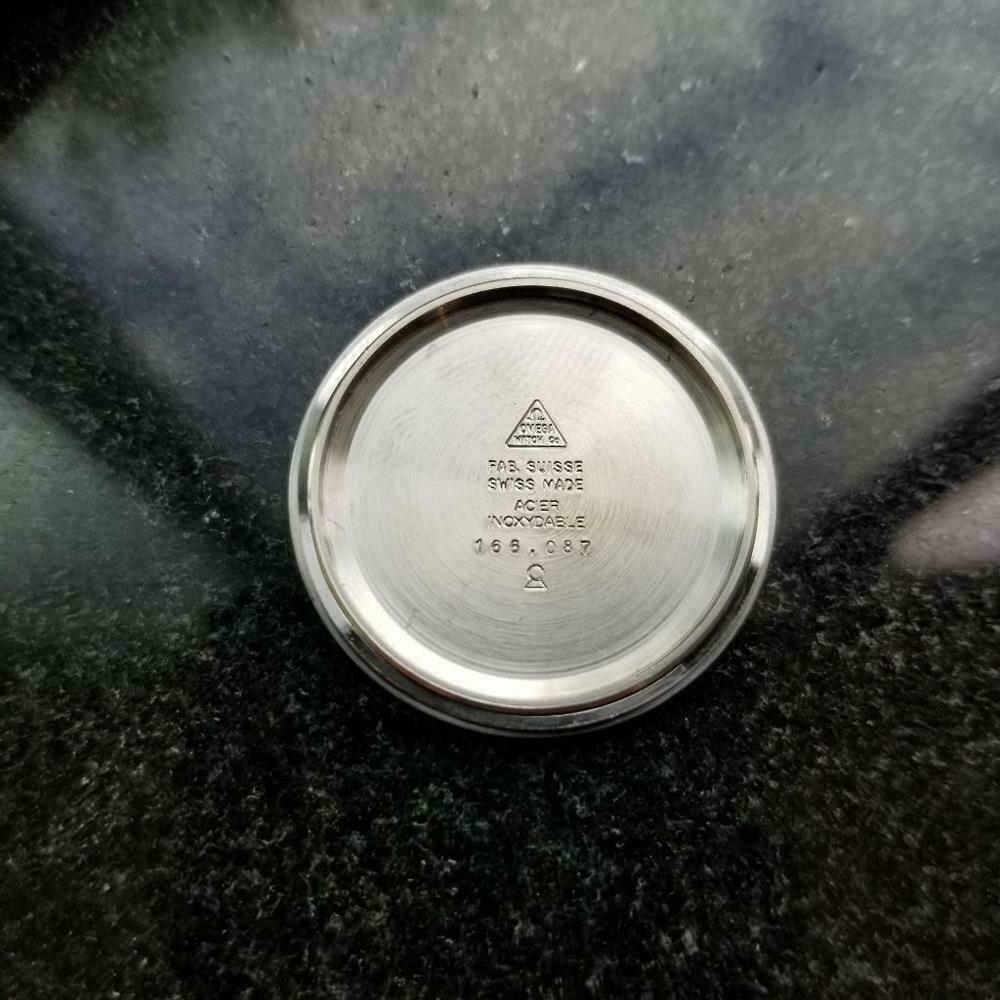 Ω
OMEGA
WATCH Co
FAB. SUISSE
SWISS MADE
ACIER
INOXYDABLE
166.087